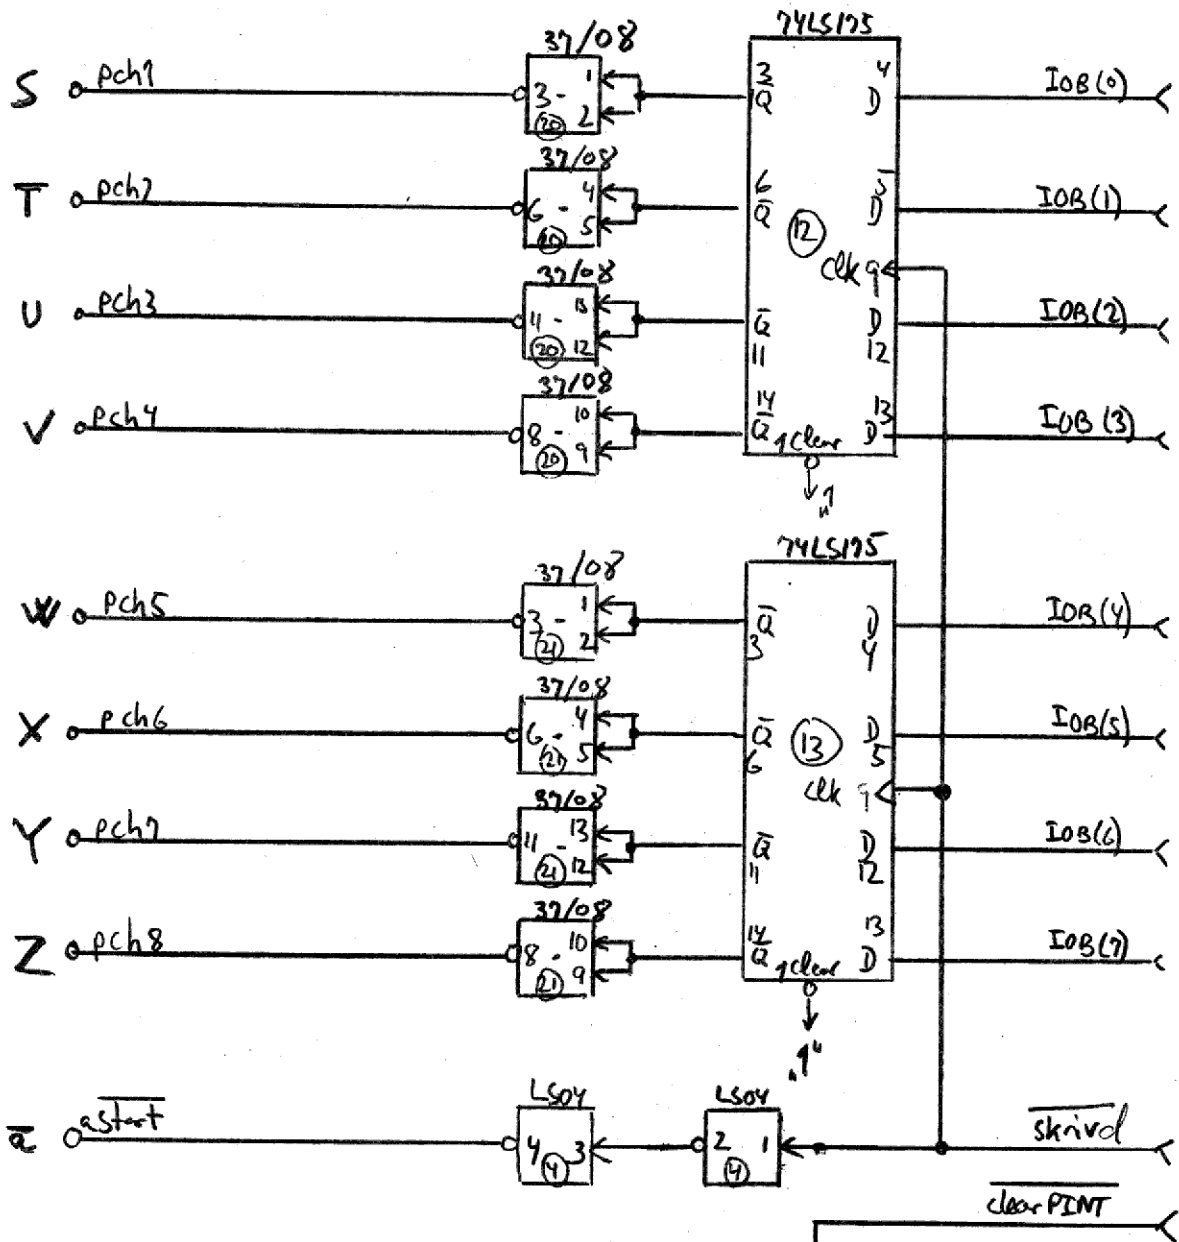 74LS175
37/08
S pch1 3 1 2 20 3 Q̅ 4 D IOB(0)
37/08
T pch2 6 4 5 20 6 Q̅ 12 5 D IOB(1)
clk 9
37/08
U pch3 11 13 12 20 Q̅ 11 D 12 IOB(2)
37/08
V pch4 8 10 9 20 14 Q̅ 1 clear 13 D IOB(3)
"1
74LS175
37/08
W pch5 3 1 2 21 Q̅ 3 D 4 IOB(4)
37/08
X pch6 6 4 5 21 Q̅ 6 13 D 5 IOB(5)
clk 9
37/08
Y pch7 11 13 12 21 Q̅ 11 D 12 IOB(6)
37/08
Z pch8 8 10 9 21 14 Q̅ 1 clear 13 D IOB(7)
"1"
LS04 LS04
a̅ astart 4 3 4 2 1 4 skrivd
clear PINT